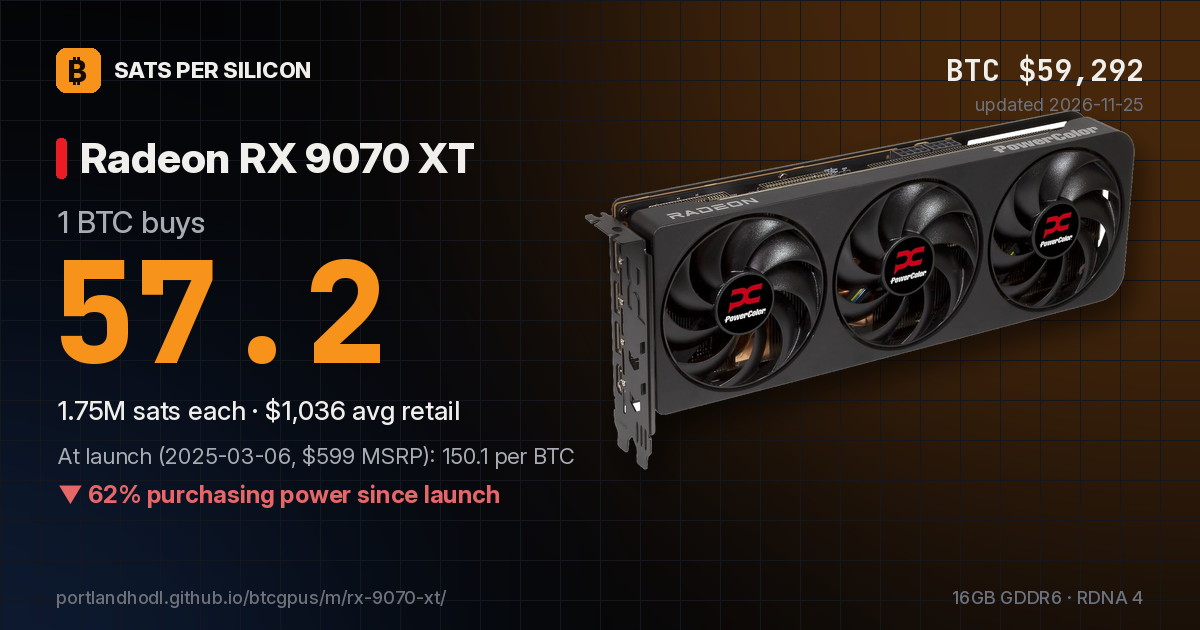 SATS PER SILICON
BTC $59,292
updated 2026-11-25
Radeon RX 9070 XT
1 BTC buys
57.2
1.75M sats each · $1,036 avg retail
At launch (2025-03-06, $599 MSRP): 150.1 per BTC
▼ 62% purchasing power since launch
RADEON
PowerColor
PowerColor
PowerColor
PowerColor
portlandhodl.github.io/btcgpus/m/rx-9070-xt/
16GB GDDR6 · RDNA 4